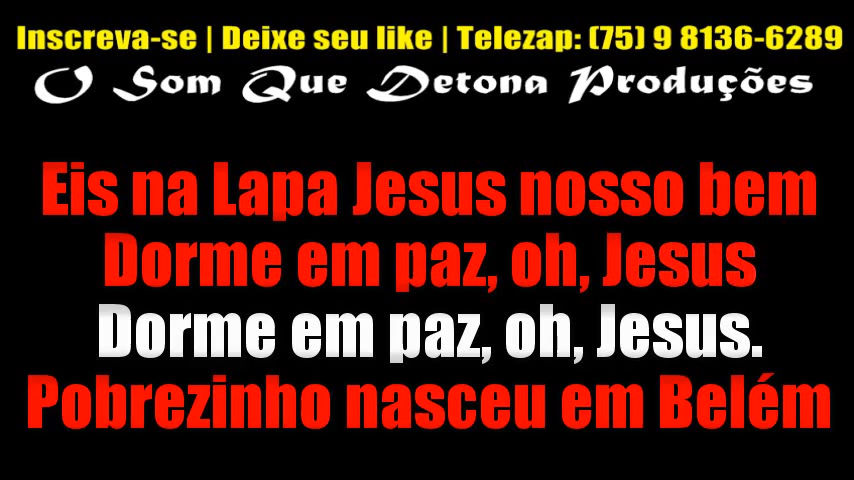 Inscreva-se | Deixe seu like | Telezap: (75) 9 8136-6289
O Som Que Detona Produções
Eis na Lapa Jesus nosso bem
Dorme em paz, oh, Jesus
Dorme em paz, oh, Jesus.
Pobrezinho nasceu em Belém